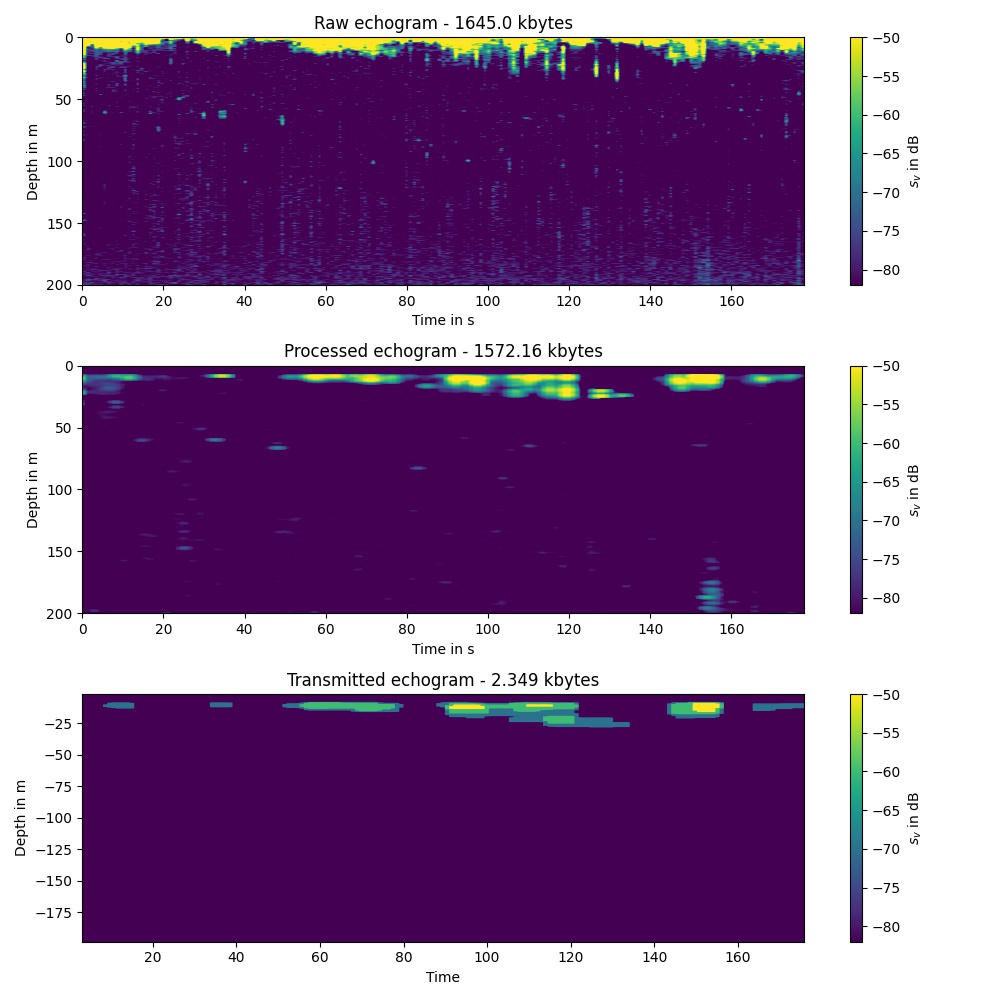 Raw echogram - 1645.0 kbytes
0
50
100
150
200
Depth in m
0 20 40 60 80 100 120 140 160
Time in s
−50
−55
−60
−65
−70
−75
−80
sᵥ in dB
Processed echogram - 1572.16 kbytes
0
50
100
150
200
Depth in m
0 20 40 60 80 100 120 140 160
Time in s
−50
−55
−60
−65
−70
−75
−80
sᵥ in dB
Transmitted echogram - 2.349 kbytes
−25
−50
−75
−100
−125
−150
−175
Depth in m
20 40 60 80 100 120 140 160
Time
−50
−55
−60
−65
−70
−75
−80
sᵥ in dB